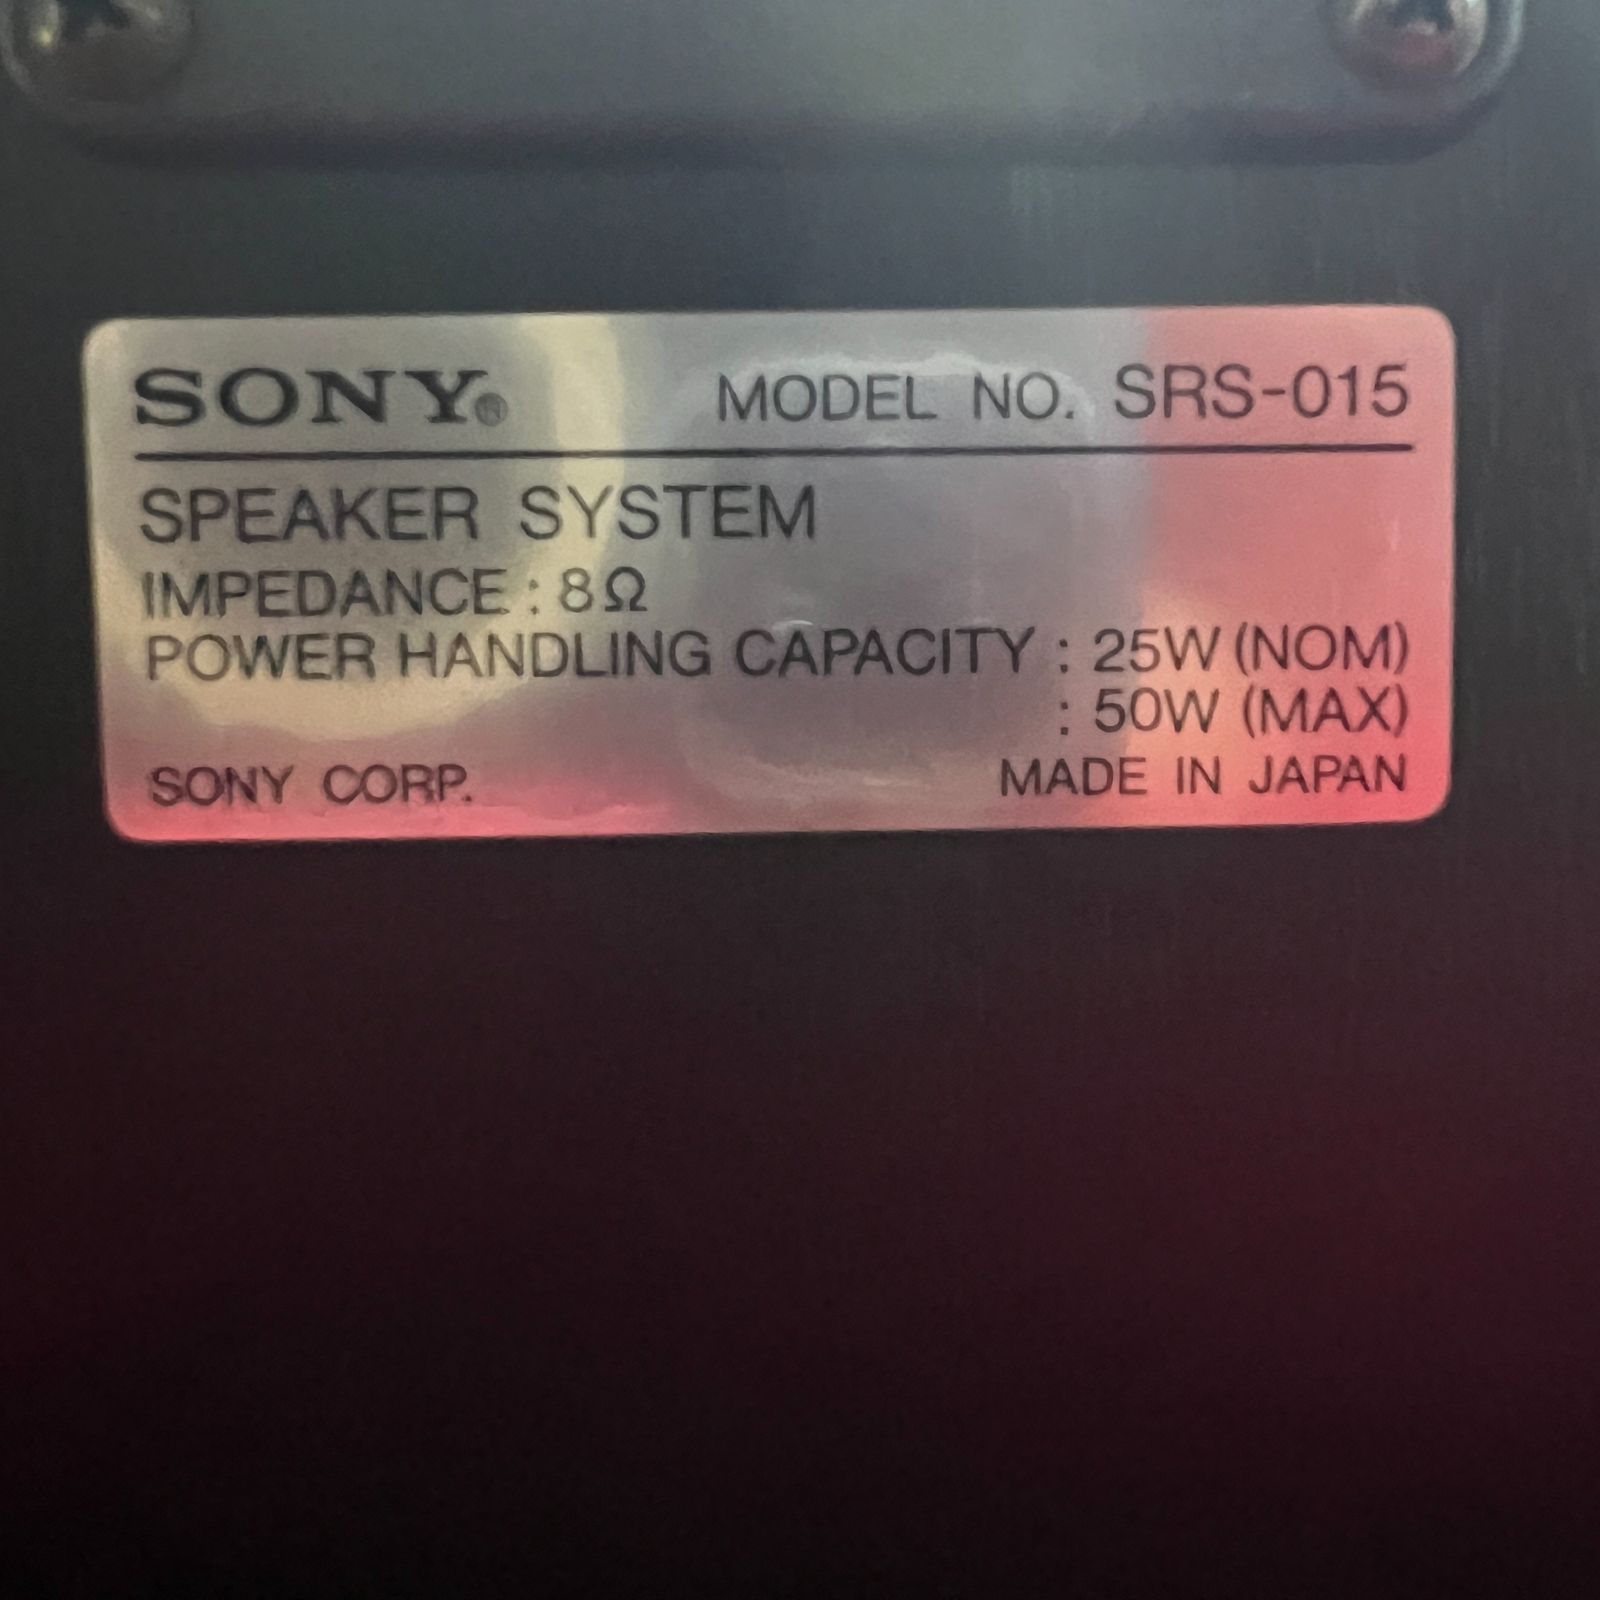 SONY® MODEL NO. SRS-015
SPEAKER SYSTEM
IMPEDANCE : 8Ω
POWER HANDLING CAPACITY : 25W (NOM)
: 50W (MAX)
SONY CORP. MADE IN JAPAN